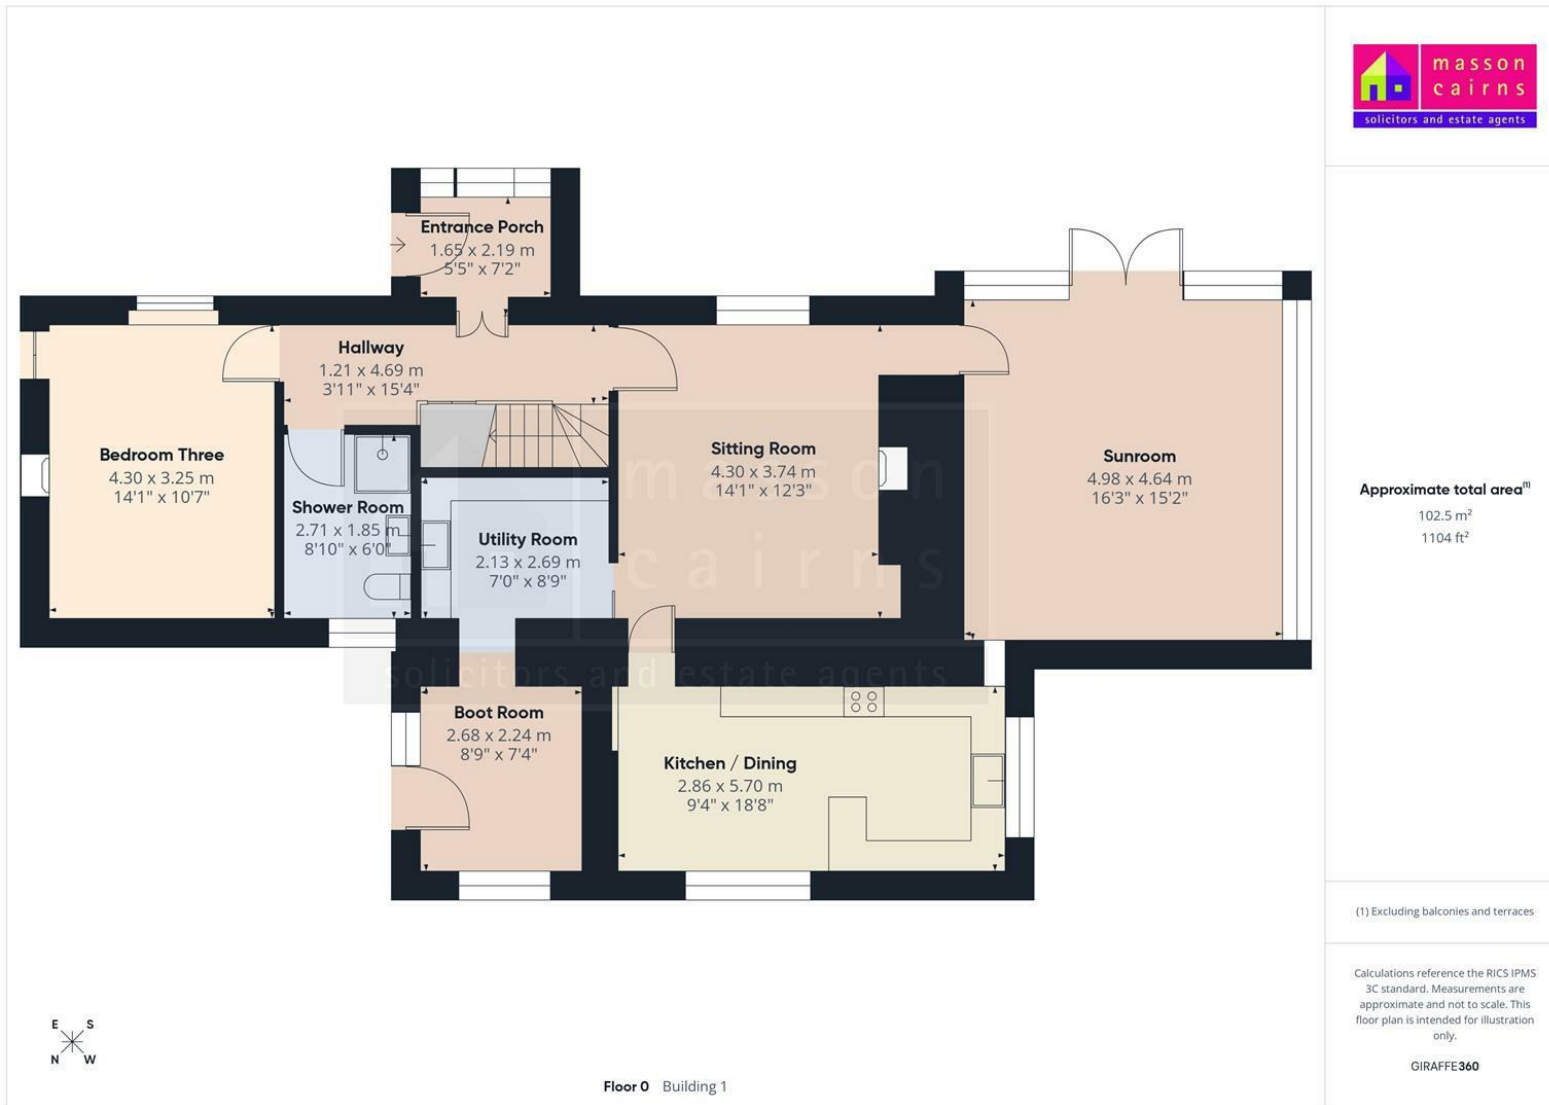 masson
cairns
solicitors and estate agents
Entrance Porch
1.65 x 2.19 m
5'5" x 7'2"
Hallway
1.21 x 4.69 m
3'11" x 15'4"
Bedroom Three
4.30 x 3.25 m
14'1" x 10'7"
Shower Room
2.71 x 1.85 m
8'10" x 6'0"
Utility Room
2.13 x 2.69 m
7'0" x 8'9"
Sitting Room
4.30 x 3.74 m
14'1" x 12'3"
Sunroom
4.98 x 4.64 m
16'3" x 15'2"
masson
cairns
solicitors and estate agents
Boot Room
2.68 x 2.24 m
8'9" x 7'4"
Kitchen / Dining
2.86 x 5.70 m
9'4" x 18'8"
Approximate total area(1)
102.5 m²
1104 ft²
(1) Excluding balconies and terraces
Calculations reference the RICS IPMS
3C standard. Measurements are
approximate and not to scale. This
floor plan is intended for illustration
only.
GIRAFFE360
E S
N W
Floor 0 Building 1